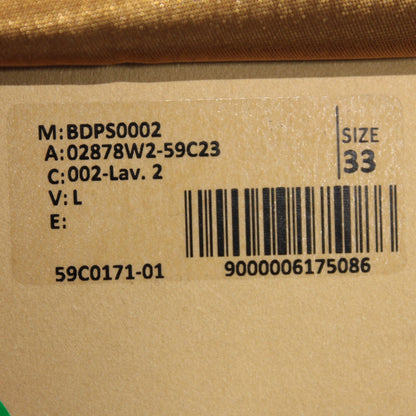 M: BDPS0002
A: 02878W2-59C23
C: 002-Lav. 2
V: L
E:
SIZE
33
59C0171-01
9000006175086